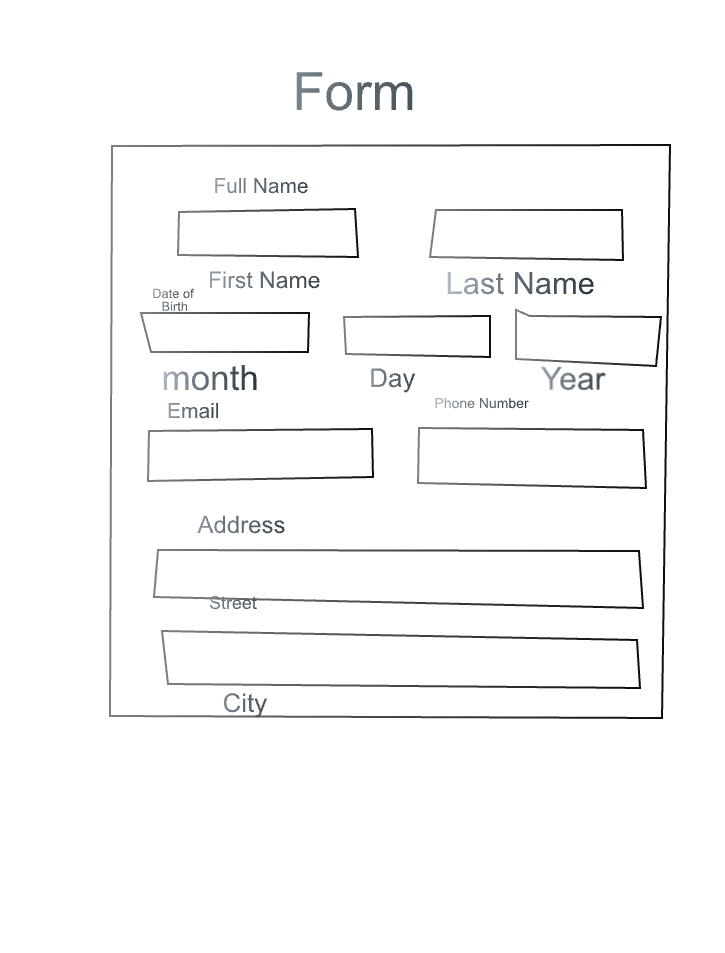 Form
Full Name
First Name
Last Name
Date of
Birth
month
Day
Year
Email
Phone Number
Address
Street
City